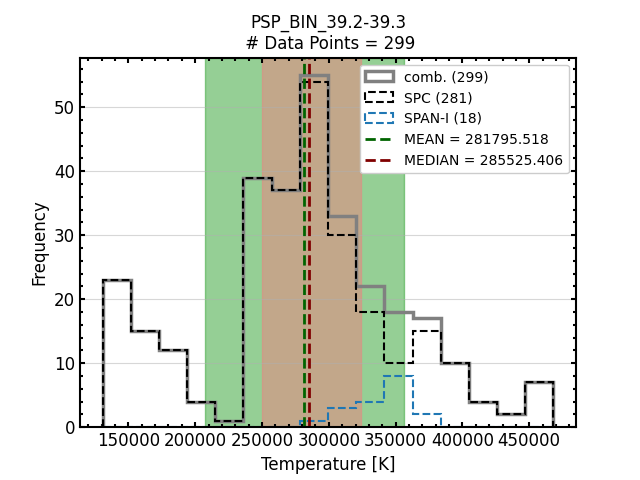 PSP_BIN_39.2-39.3
# Data Points = 299
comb. (299)
SPC (281)
SPAN-I (18)
MEAN = 281795.518
MEDIAN = 285525.406
Frequency
50
40
30
20
10
0
150000 200000 250000 300000 350000 400000 450000
Temperature [K]